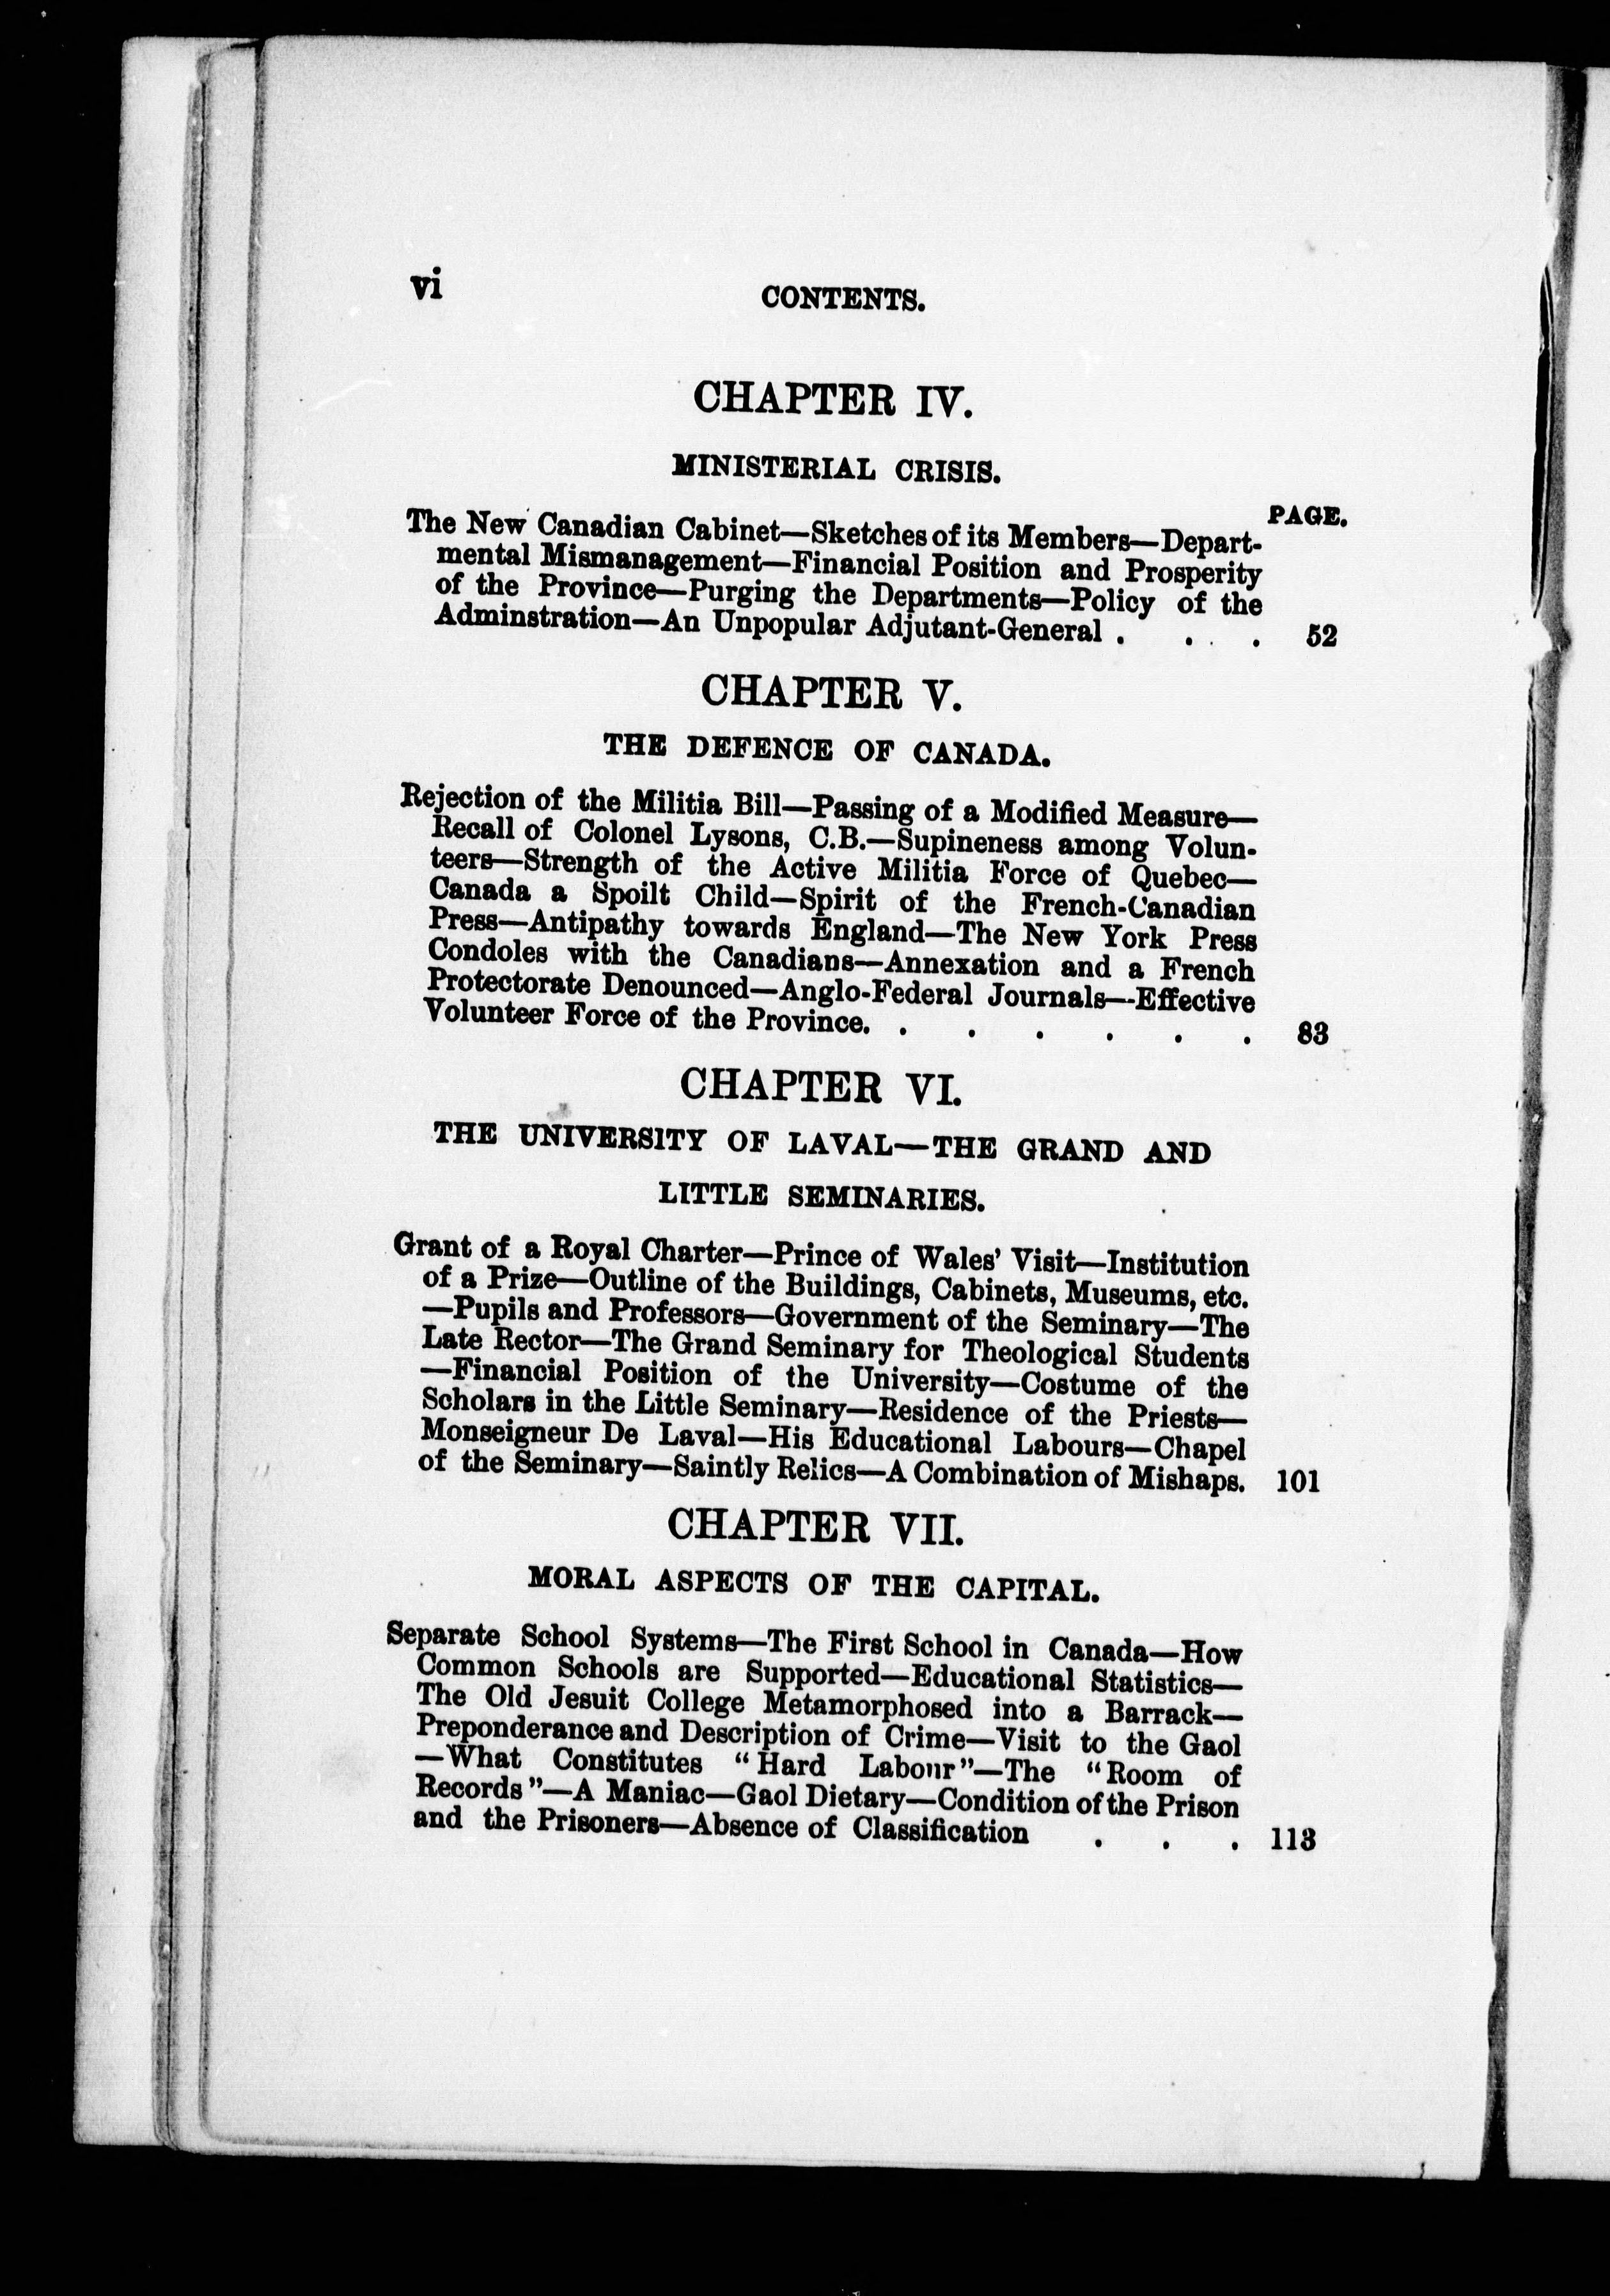 vi
CONTENTS.
CHAPTER IV.
MINISTERIAL CRISIS.
PAGE.
The New Canadian Cabinet—Sketches of its Members—Depart-
mental Mismanagement—Financial Position and Prosperity
of the Province—Purging the Departments—Policy of the
Adminstration—An Unpopular Adjutant-General . . . 52
CHAPTER V.
THE DEFENCE OF CANADA.
Rejection of the Militia Bill—Passing of a Modified Measure—
Recall of Colonel Lysons, C.B.—Supineness among Volun-
teers—Strength of the Active Militia Force of Quebec—
Canada a Spoilt Child—Spirit of the French-Canadian
Press—Antipathy towards England—The New York Press
Condoles with the Canadians—Annexation and a French
Protectorate Denounced—Anglo-Federal Journals—Effective
Volunteer Force of the Province. . . . . . . 83
CHAPTER VI.
THE UNIVERSITY OF LAVAL—THE GRAND AND
LITTLE SEMINARIES.
Grant of a Royal Charter—Prince of Wales' Visit—Institution
of a Prize—Outline of the Buildings, Cabinets, Museums, etc.
—Pupils and Professors—Government of the Seminary—The
Late Rector—The Grand Seminary for Theological Students
—Financial Position of the University—Costume of the
Scholars in the Little Seminary—Residence of the Priests—
Monseigneur De Laval—His Educational Labours—Chapel
of the Seminary—Saintly Relics—A Combination of Mishaps. 101
CHAPTER VII.
MORAL ASPECTS OF THE CAPITAL.
Separate School Systems—The First School in Canada—How
Common Schools are Supported—Educational Statistics—
The Old Jesuit College Metamorphosed into a Barrack—
Preponderance and Description of Crime—Visit to the Gaol
—What Constitutes "Hard Labour"—The "Room of
Records"—A Maniac—Gaol Dietary—Condition of the Prison
and the Prisoners—Absence of Classification . . . 113